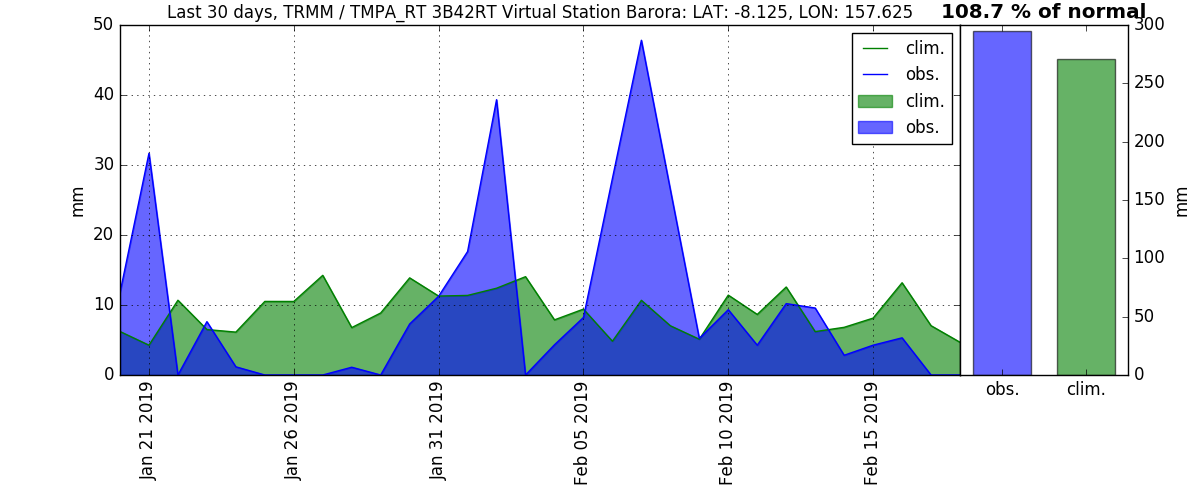 Last 30 days, TRMM / TMPA_RT 3B42RT Virtual Station Barora: LAT: -8.125, LON: 157.625
108.7 % of normal
50
40
30
20
10
0
mm
clim.
obs.
clim.
obs.
300
250
200
150
100
50
0
mm
obs.
clim.
Jan 21 2019
Jan 26 2019
Jan 31 2019
Feb 05 2019
Feb 10 2019
Feb 15 2019